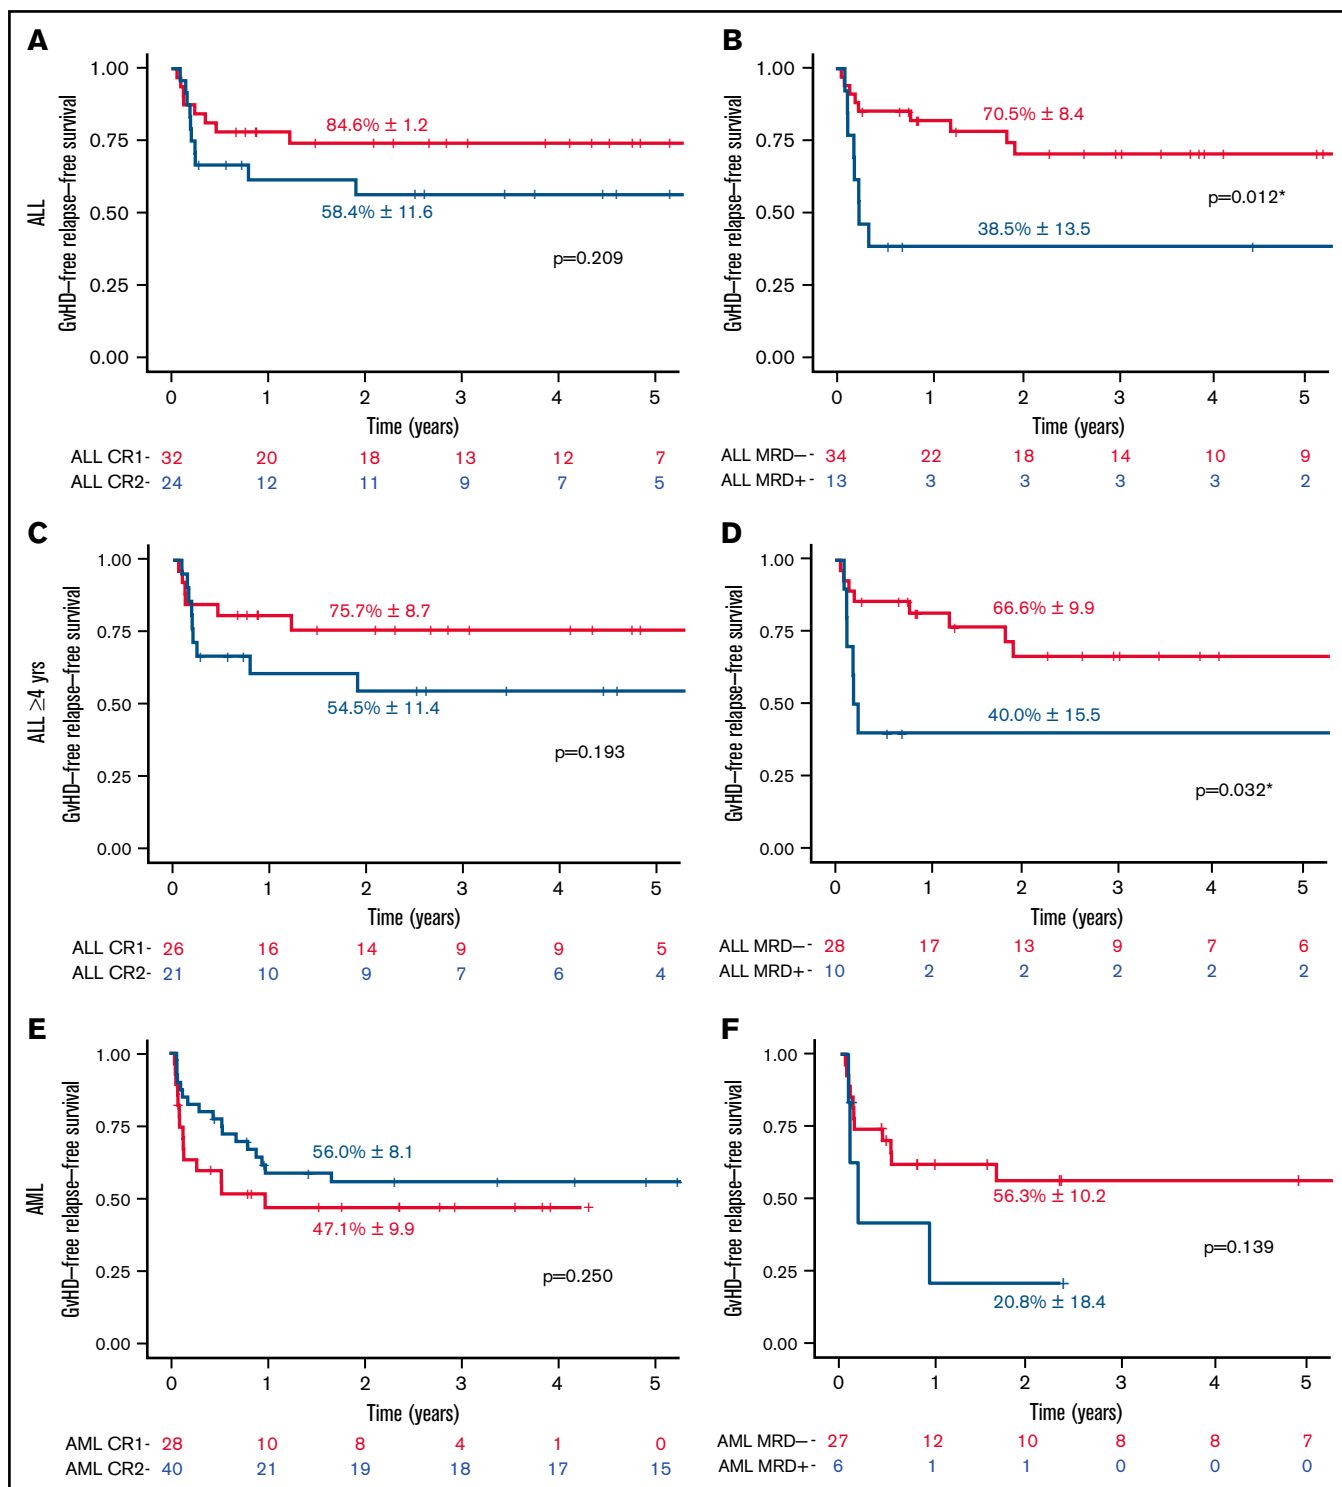 A
GvHD–free relapse–free survival
ALL
1.00
0.75
0.50
0.25
0.00
84.6% ± 1.2
58.4% ± 11.6
p=0.209
0 1 2 3 4 5
Time (years)
ALL CR1- 32 20 18 13 12 7
ALL CR2- 24 12 11 9 7 5
B
GvHD–free relapse–free survival
1.00
0.75
0.50
0.25
0.00
70.5% ± 8.4
p=0.012*
38.5% ± 13.5
0 1 2 3 4 5
Time (years)
ALL MRD–- 34 22 18 14 10 9
ALL MRD+- 13 3 3 3 3 2
C
GvHD–free relapse–free survival
ALL ≥4 yrs
1.00
0.75
0.50
0.25
0.00
75.7% ± 8.7
54.5% ± 11.4
p=0.193
0 1 2 3 4 5
Time (years)
ALL CR1- 26 16 14 9 9 5
ALL CR2- 21 10 9 7 6 4
D
GvHD–free relapse–free survival
1.00
0.75
0.50
0.25
0.00
66.6% ± 9.9
40.0% ± 15.5
p=0.032*
0 1 2 3 4 5
Time (years)
ALL MRD–- 28 17 13 9 7 6
ALL MRD+- 10 2 2 2 2 2
E
GvHD–free relapse–free survival
AML
1.00
0.75
0.50
0.25
0.00
56.0% ± 8.1
47.1% ± 9.9
p=0.250
0 1 2 3 4 5
Time (years)
AML CR1- 28 10 8 4 1 0
AML CR2- 40 21 19 18 17 15
F
GvHD–free relapse–free survival
1.00
0.75
0.50
0.25
0.00
56.3% ± 10.2
p=0.139
20.8% ± 18.4
0 1 2 3 4 5
Time (years)
AML MRD–- 27 12 10 8 8 7
AML MRD+- 6 1 1 0 0 0